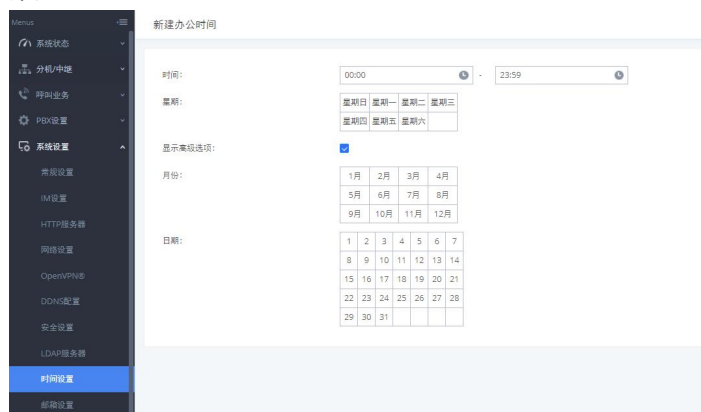 Menus
新建办公时间
系统状态
分机/中继
呼叫业务
PBX设置
系统设置
常规设置
IM设置
HTTP服务器
网络设置
OpenVPN®
DDNS配置
安全设置
LDAP服务器
时间设置
邮箱设置
时间: 00:00 - 23:59
星期: 星期日 星期一 星期二 星期三
星期四 星期五 星期六
显示高级选项:
月份: 1月 2月 3月 4月
5月 6月 7月 8月
9月 10月 11月 12月
日期: 1 2 3 4 5 6 7
8 9 10 11 12 13 14
15 16 17 18 19 20 21
22 23 24 25 26 27 28
29 30 31